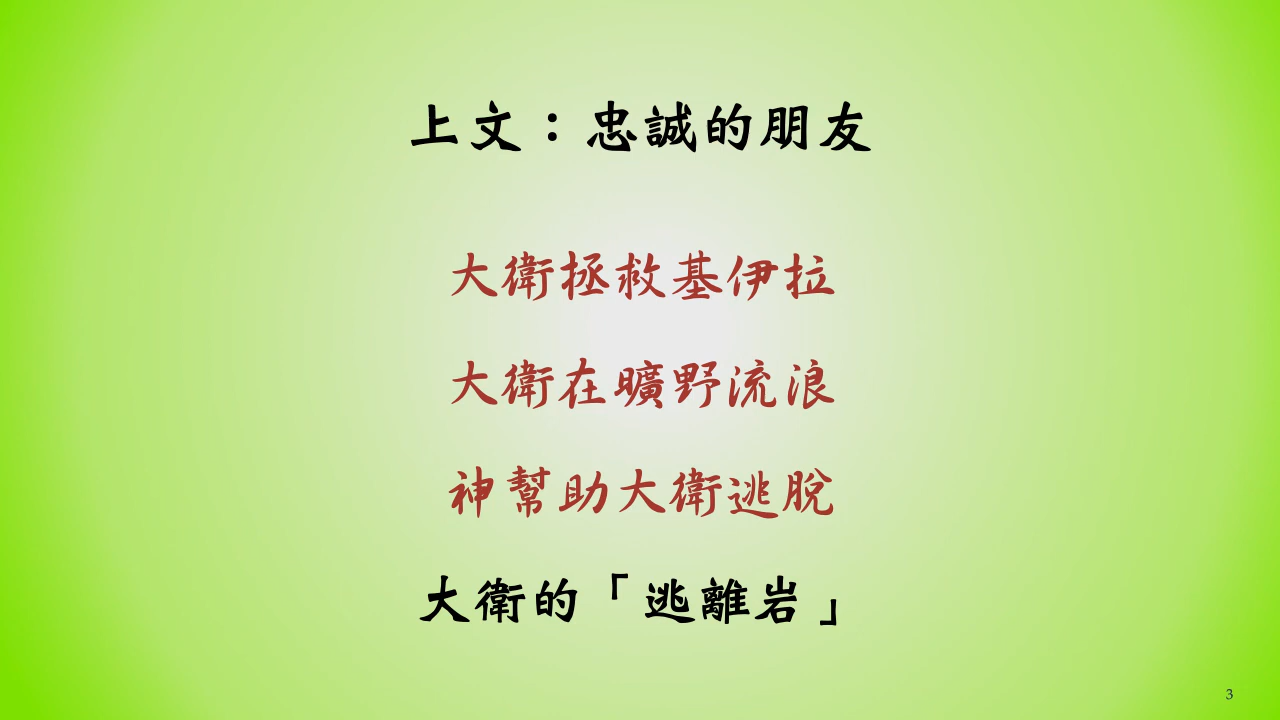 上文：忠誠的朋友
大衛拯救基伊拉
大衛在曠野流浪
神幫助大衛逃脫
大衛的「逃離岩」
3